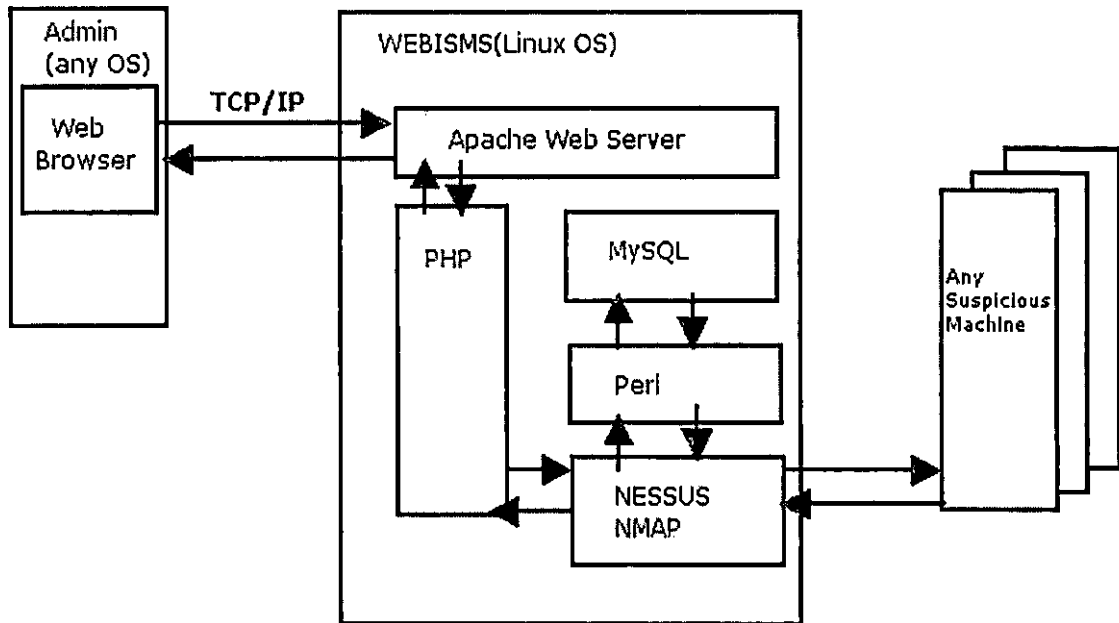 Admin
(any OS)
Web
Browser
TCP/IP
WEBISMS(Linux OS)
Apache Web Server
PHP
MySQL
Perl
NESSUS
NMAP
Any
Suspicious
Machine